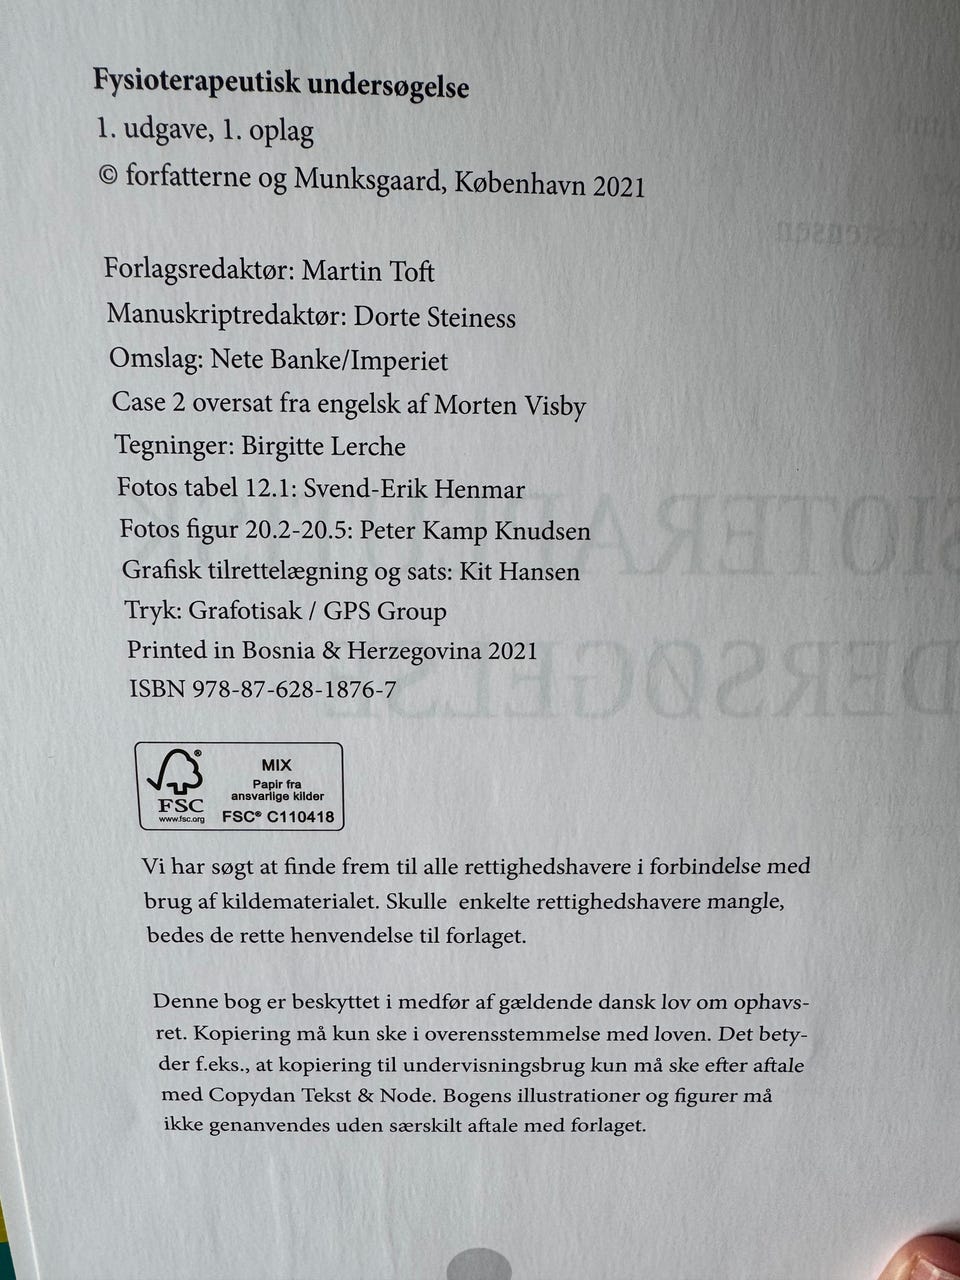 Fysioterapeutisk undersøgelse
1. udgave, 1. oplag
© forfatterne og Munksgaard, København 2021
Forlagsredaktør: Martin Toft
Manuskriptredaktør: Dorte Steiness
Omslag: Nete Banke/Imperiet
Case 2 oversat fra engelsk af Morten Visby
Tegninger: Birgitte Lerche
Fotos tabel 12.1: Svend-Erik Henmar
Fotos figur 20.2-20.5: Peter Kamp Knudsen
Grafisk tilrettelægning og sats: Kit Hansen
Tryk: Grafotisak / GPS Group
Printed in Bosnia & Herzegovina 2021
ISBN 978-87-628-1876-7
FSC®
www.fsc.org
MIX
Papir fra
ansvarlige kilder
FSC® C110418
Vi har søgt at finde frem til alle rettighedshavere i forbindelse med
brug af kildematerialet. Skulle enkelte rettighedshavere mangle,
bedes de rette henvendelse til forlaget.
Denne bog er beskyttet i medfør af gældende dansk lov om ophavs-
ret. Kopiering må kun ske i overensstemmelse med loven. Det bety-
der f.eks., at kopiering til undervisningsbrug kun må ske efter aftale
med Copydan Tekst & Node. Bogens illustrationer og figurer må
ikke genanvendes uden særskilt aftale med forlaget.